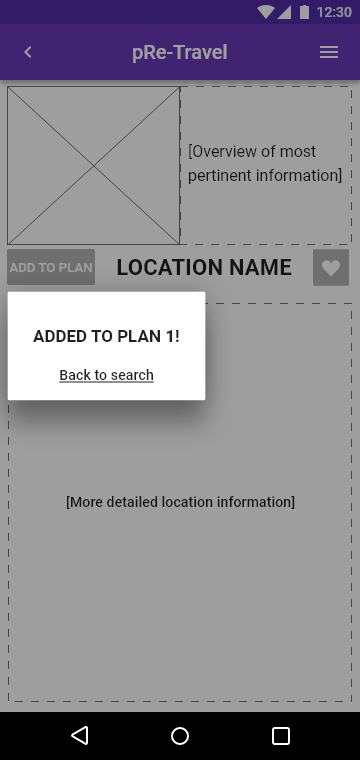 12:30
pRe-Travel
[Overview of most
pertinent information]
ADD TO PLAN
LOCATION NAME
ADDED TO PLAN 1!
Back to search
[More detailed location information]